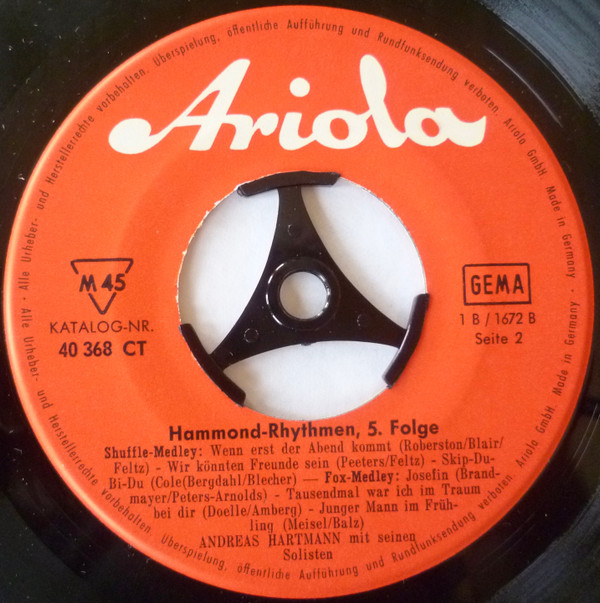 Ariola
Alle Urheber- und Herstellerrechte vorbehalten. Überspielung, öffentliche Aufführung und Rundfunksendung verboten. Ariola GmbH · Made in Germany ·
Alle Urheber- und Herstellerrechte vorbehalten. Überspielung, öffentliche Aufführung und Rundfunksendung verboten. Ariola GmbH. Made in Germany ·
M 45
KATALOG-NR.
40 368 CT
GEMA
1 B / 1672 B
Seite 2
Hammond-Rhythmen, 5. Folge
Shuffle-Medley: Wenn erst der Abend kommt (Roberston/Blair/
Feltz) - Wir könnten Freunde sein (Peeters/Feltz) - Skip-Du-
Bi-Du (Cole(Bergdahl/Blecher) — Fox-Medley: Josefin (Brand-
mayer/Peters-Arnolds) - Tausendmal war ich im Traum
bei dir (Doelle/Amberg) - Junger Mann im Früh-
ling (Meisel/Balz)
ANDREAS HARTMANN mit seinen
Solisten